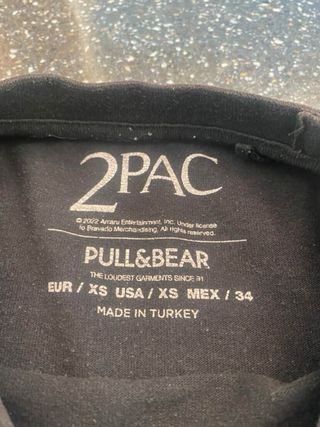 2PAC
© 2022 Amaru Entertainment, Inc. Under license
to Bravado Merchandising. All rights reserved.
PULL&BEAR
THE LOUDEST GARMENTS SINCE 91
EUR / XS USA / XS MEX / 34
MADE IN TURKEY